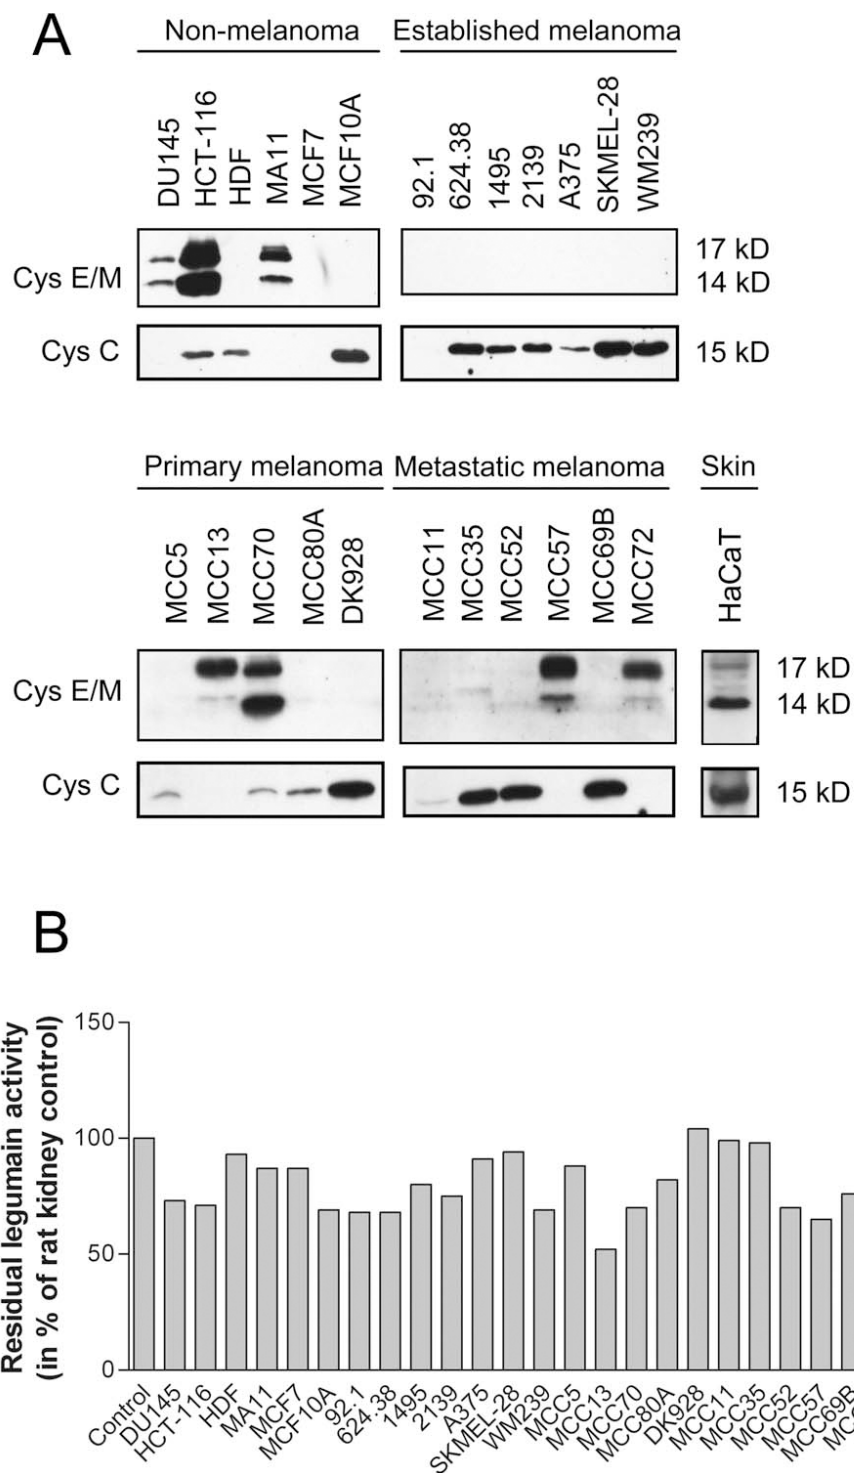 A
Non-melanoma
Established melanoma
DU145
HCT-116
HDF
MA11
MCF7
MCF10A
92.1
624.38
1495
2139
A375
SKMEL-28
WM239
Cys E/M
17 kD
14 kD
Cys C
15 kD
Primary melanoma
Metastatic melanoma
Skin
MCC5
MCC13
MCC70
MCC80A
DK928
MCC11
MCC35
MCC52
MCC57
MCC69B
MCC72
HaCaT
Cys E/M
17 kD
14 kD
Cys C
15 kD
B
Residual legumain activity
(in % of rat kidney control)
150
100
50
0
Control
DU145
HCT-116
HDF
MA11
MCF7
MCF10A
92.1
624.38
1495
2139
A375
SKMEL-28
WM239
MCC5
MCC13
MCC70
MCC80A
DK928
MCC11
MCC35
MCC52
MCC57
MCC69B